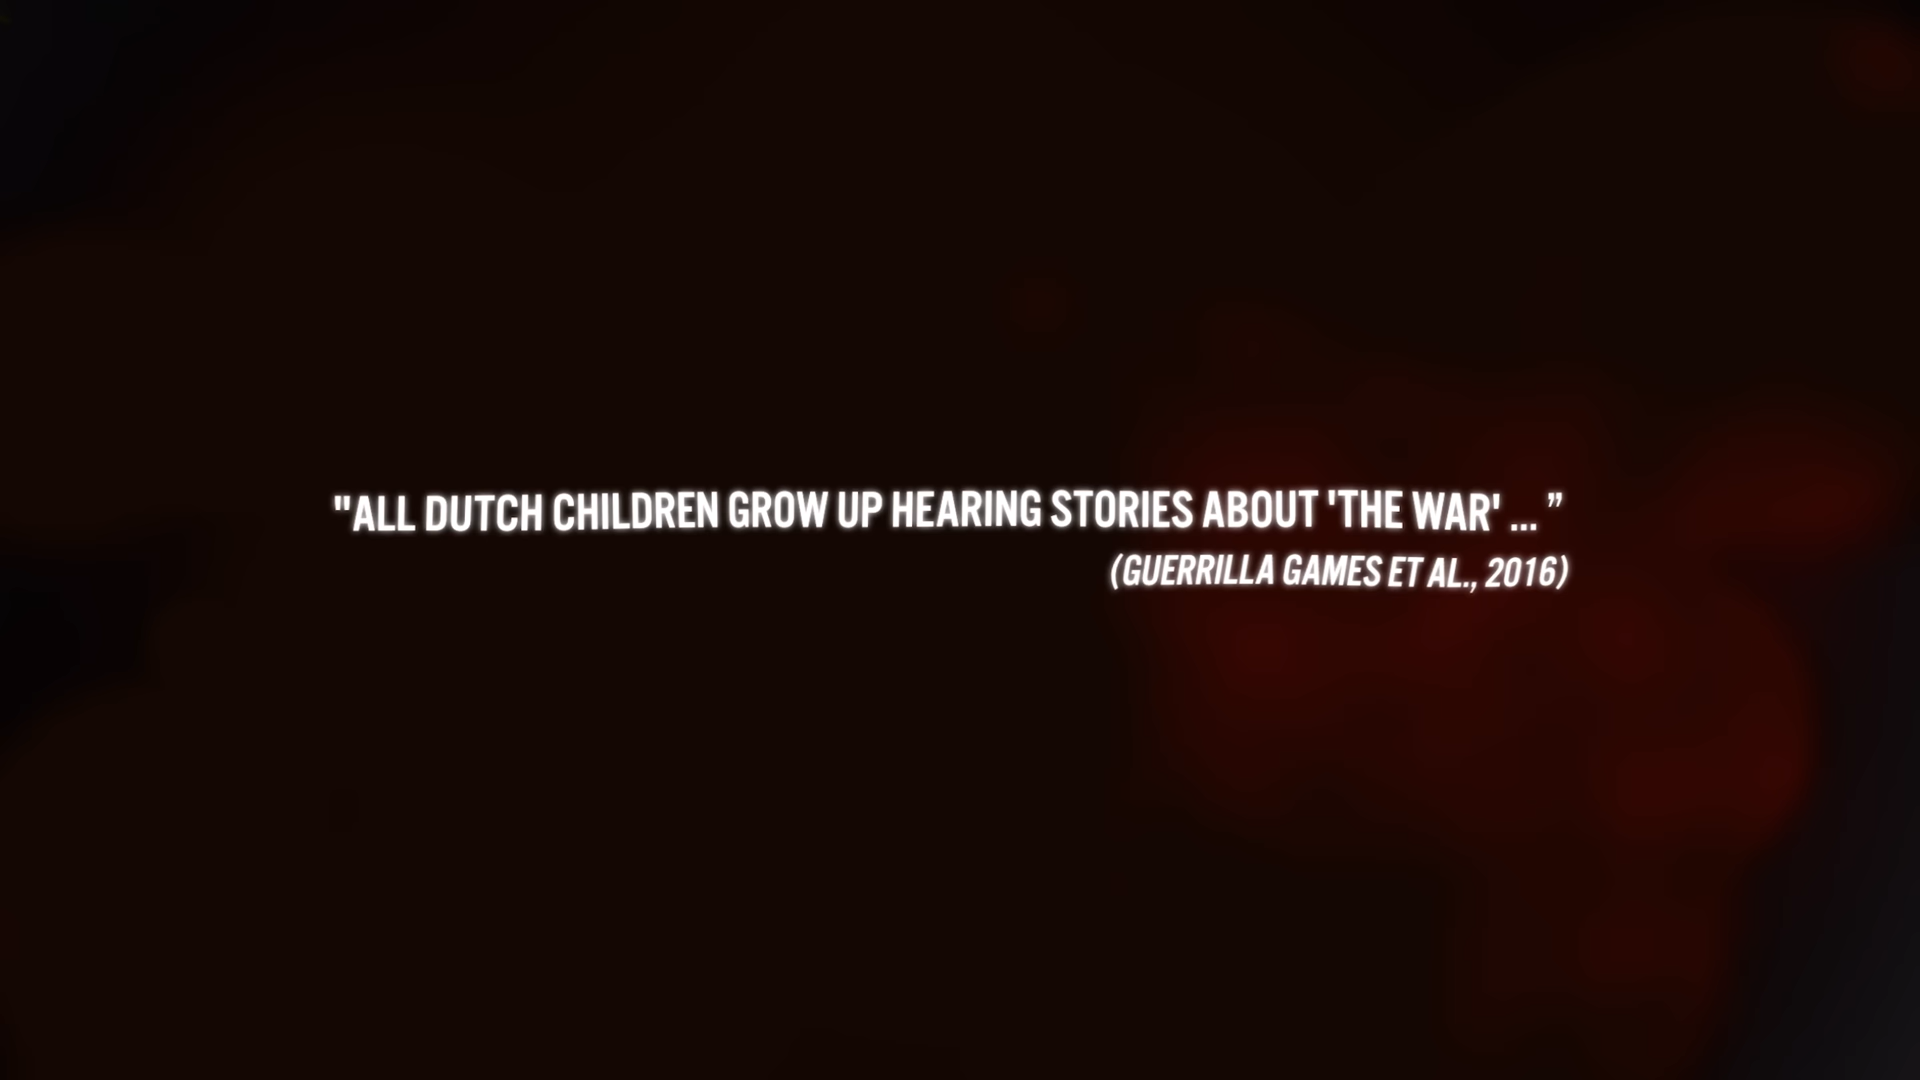 "ALL DUTCH CHILDREN GROW UP HEARING STORIES ABOUT 'THE WAR' ... ”
(GUERRILLA GAMES ET AL., 2016)